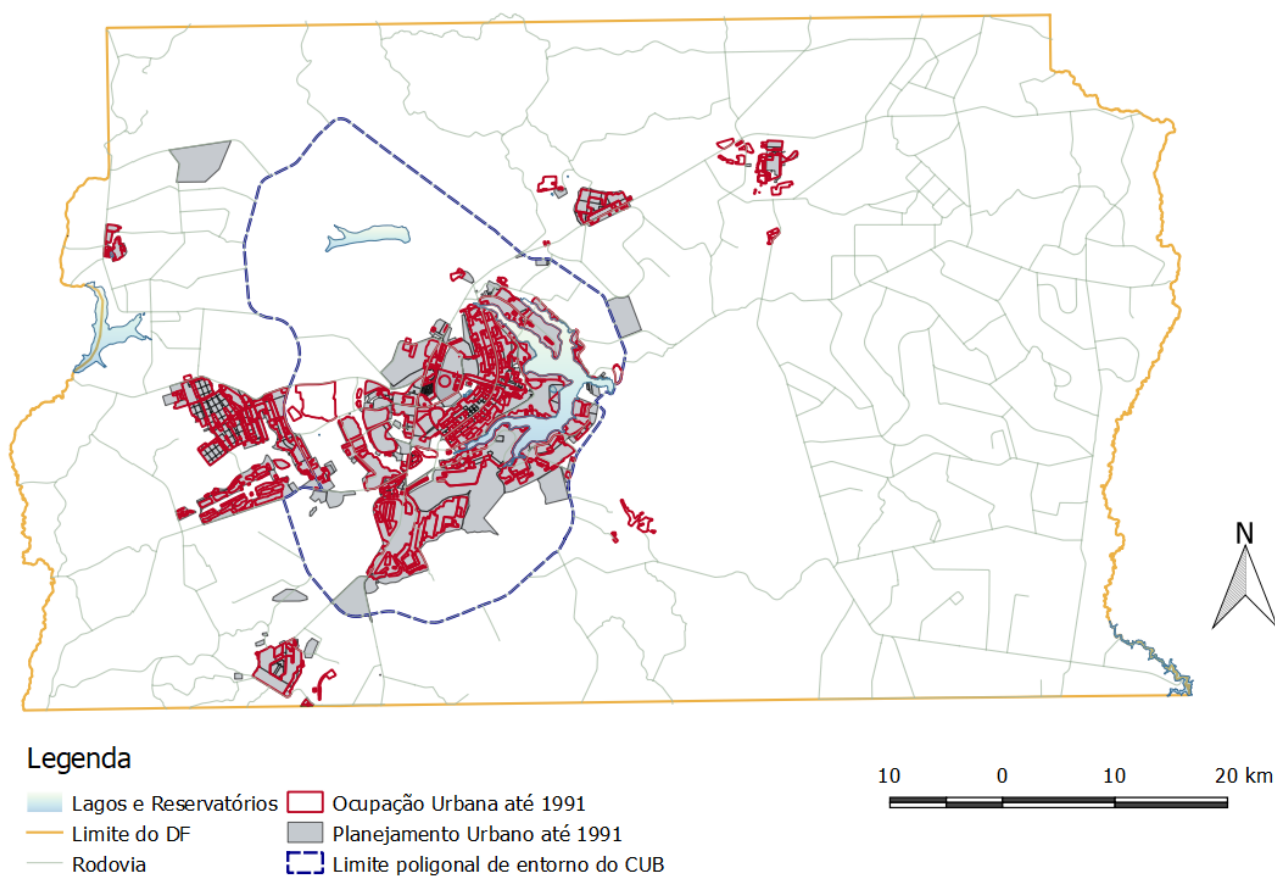 N
Legenda
10 0 10 20 km
Lagos e Reservatórios Ocupação Urbana até 1991
Limite do DF Planejamento Urbano até 1991
Rodovia Limite poligonal de entorno do CUB